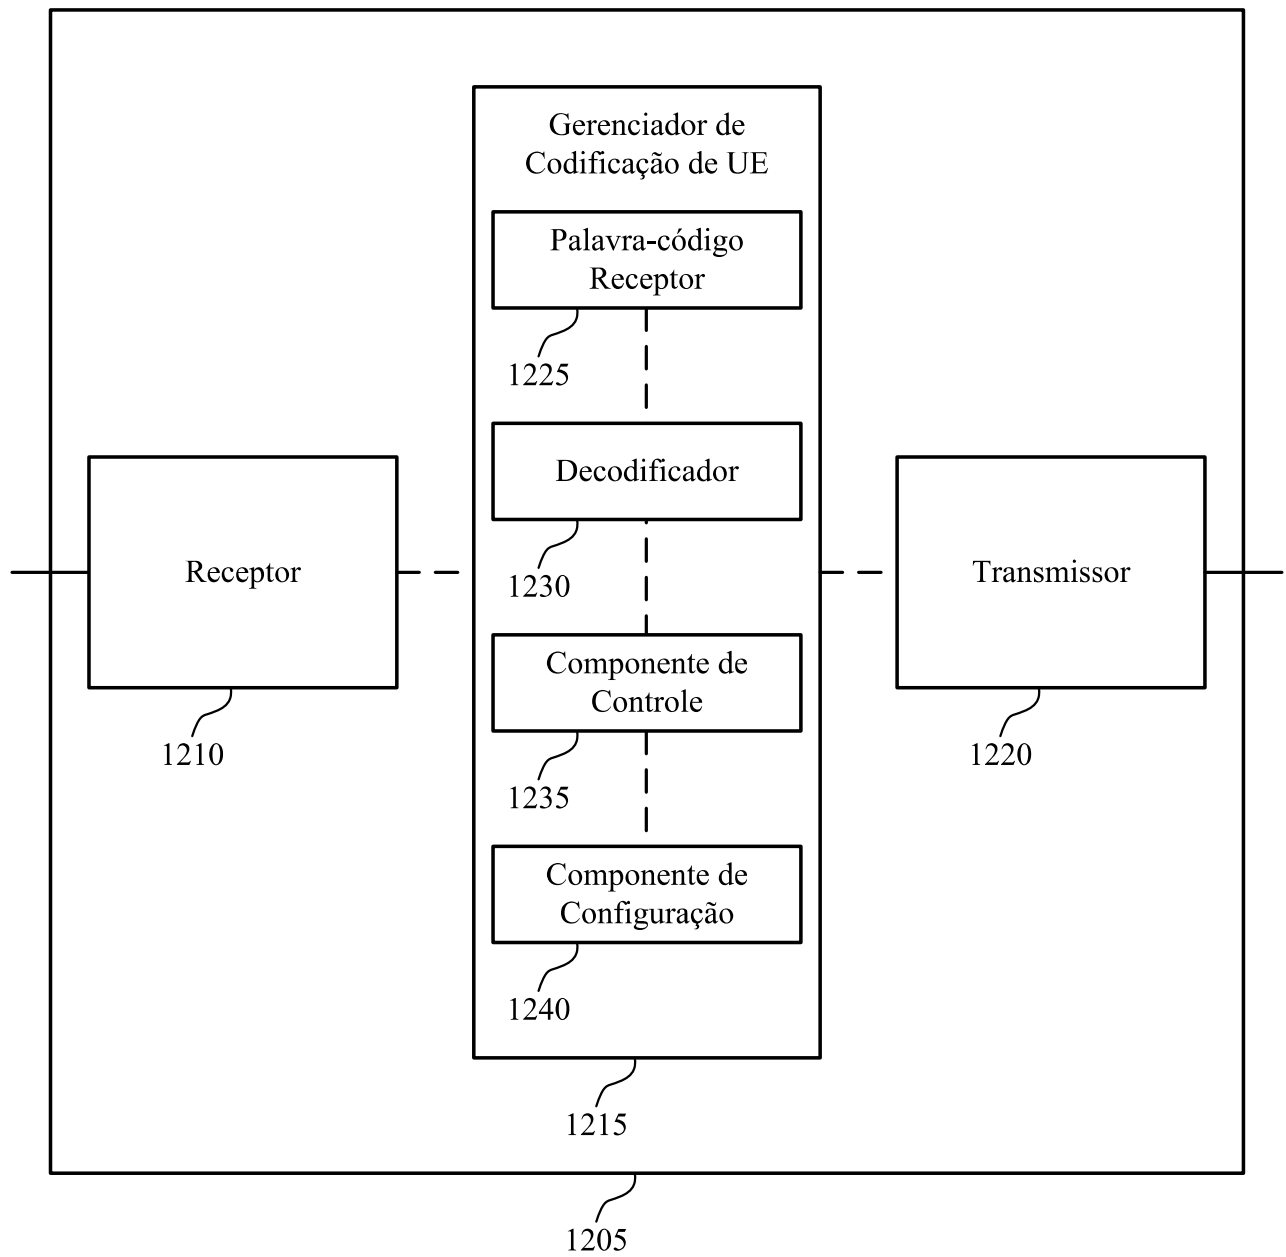 Gerenciador de
Codificação de UE
Palavra-código
Receptor
1225
Decodificador
1230
Receptor
1210
Transmissor
1220
Componente de
Controle
1235
Componente de
Configuração
1240
1215
1205